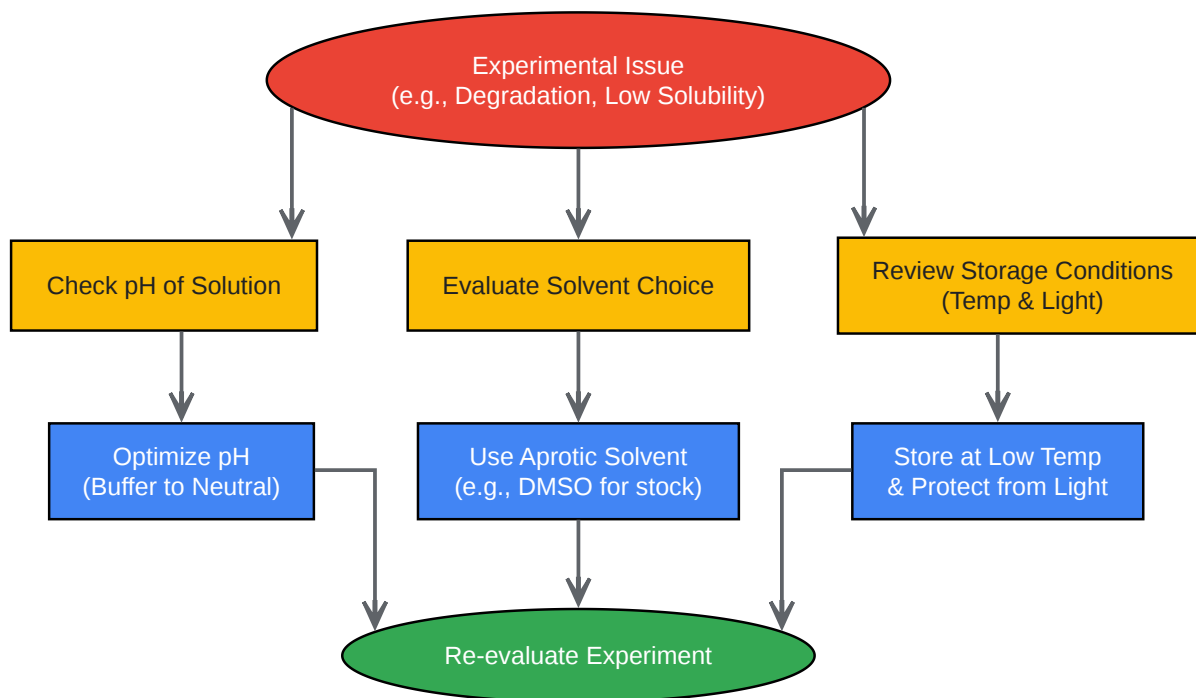 Experimental Issue
(e.g., Degradation, Low Solubility)
Check pH of Solution
Evaluate Solvent Choice
Review Storage Conditions
(Temp & Light)
Optimize pH
(Buffer to Neutral)
Use Aprotic Solvent
(e.g., DMSO for stock)
Store at Low Temp
& Protect from Light
Re-evaluate Experiment